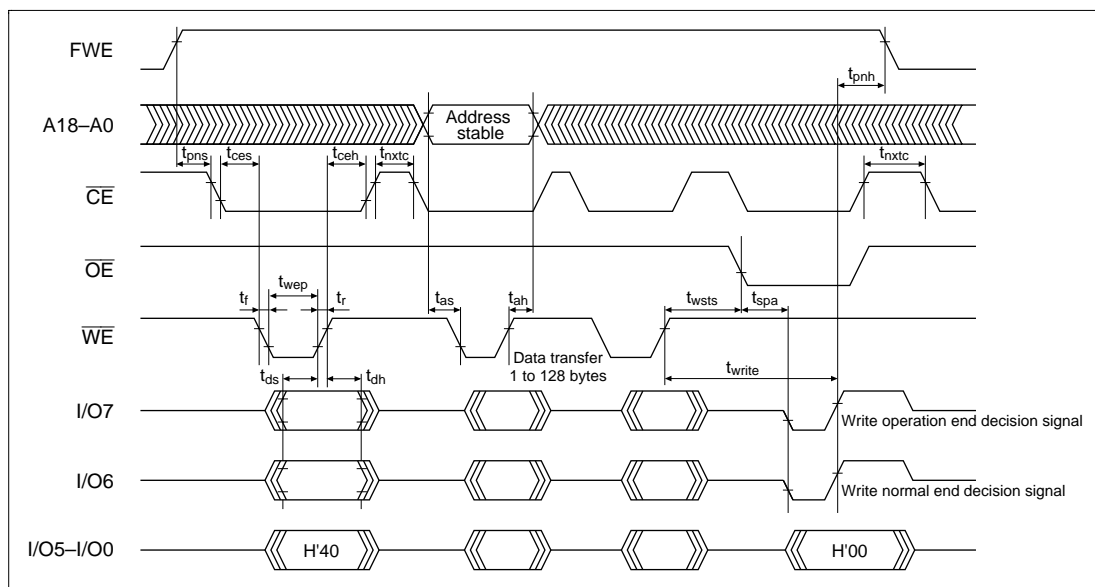 FWE
tpnh
A18–A0
Address
stable
tpns
tces
tceh
tnxtc
tnxtc
CE
OE
tf
twep
tr
tas
tah
twsts
tspa
WE
Data transfer
1 to 128 bytes
twrite
tds
tdh
I/O7
Write operation end decision signal
I/O6
Write normal end decision signal
I/O5–I/O0
H'40
H'00